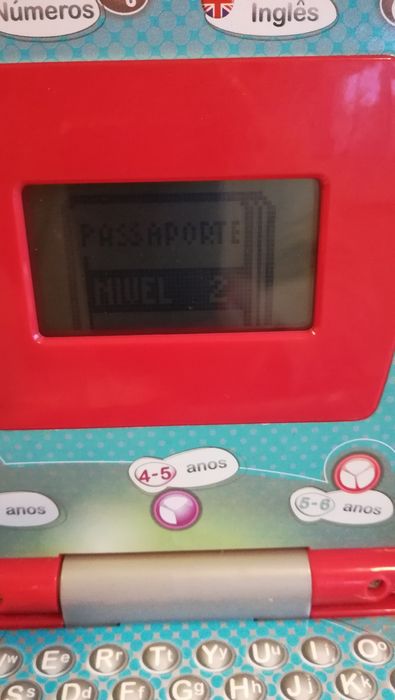 Números 6
Inglês
PASSAPORTE
NIVEL 2
4-5 anos
anos
5-6 anos
Ww Ee Rr Tt Yy Uu Ii Oo
Ss Dd Ff Gg Hh Jj Kk